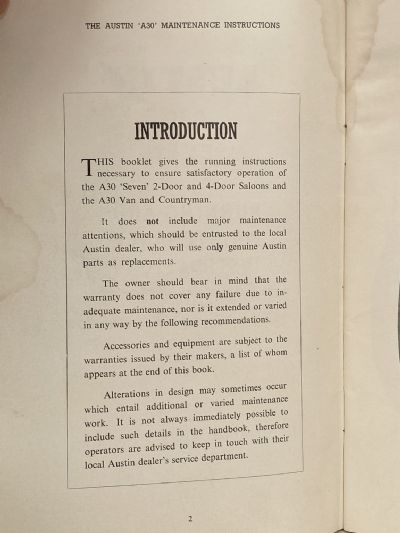 THE AUSTIN 'A30' MAINTENANCE INSTRUCTIONS
INTRODUCTION
THIS booklet gives the running instructions
necessary to ensure satisfactory operation of
the A30 'Seven' 2-Door and 4-Door Saloons and
the A30 Van and Countryman.
It does not include major maintenance
attentions, which should be entrusted to the local
Austin dealer, who will use only genuine Austin
parts as replacements.
The owner should bear in mind that the
warranty does not cover any failure due to in-
adequate maintenance, nor is it extended or varied
in any way by the following recommendations.
Accessories and equipment are subject to the
warranties issued by their makers, a list of whom
appears at the end of this book.
Alterations in design may sometimes occur
which entail additional or varied maintenance
work. It is not always immediately possible to
include such details in the handbook, therefore
operators are advised to keep in touch with their
local Austin dealer's service department.
2